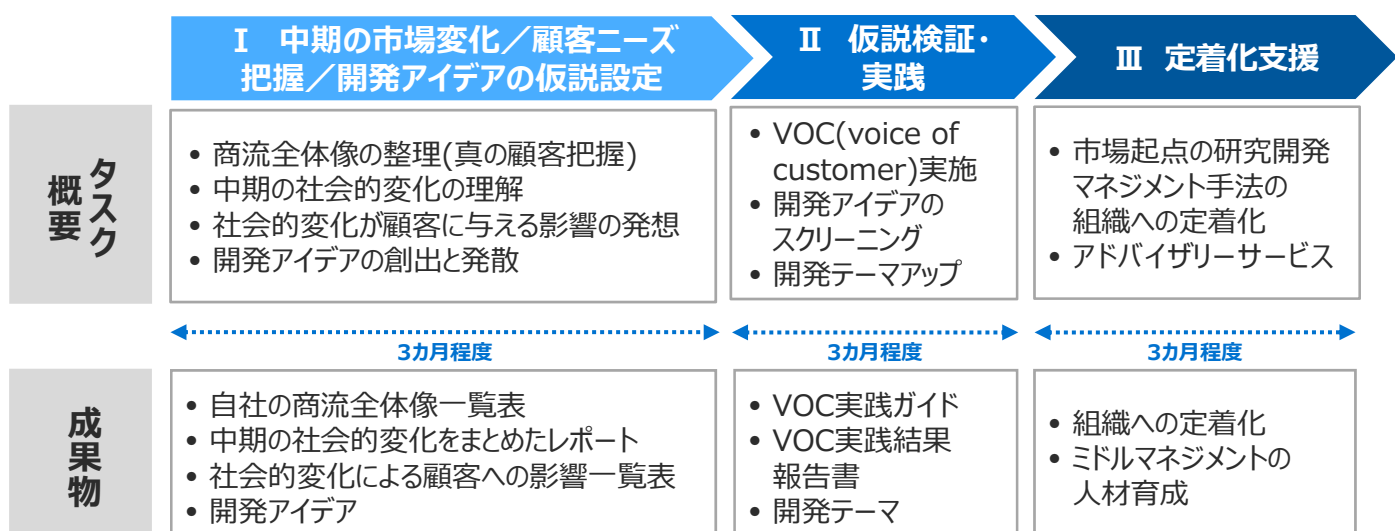 Ⅰ 中期の市場変化／顧客ニーズ
把握／開発アイデアの仮説設定
Ⅱ 仮説検証・
実践
Ⅲ 定着化支援
タスク
概要
• 商流全体像の整理(真の顧客把握)
• 中期の社会的変化の理解
• 社会的変化が顧客に与える影響の発想
• 開発アイデアの創出と発散
• VOC(voice of
customer)実施
• 開発アイデアの
スクリーニング
• 開発テーマアップ
• 市場起点の研究開発
マネジメント手法の
組織への定着化
• アドバイザリーサービス
3カ月程度
3カ月程度
3カ月程度
成果物
• 自社の商流全体像一覧表
• 中期の社会的変化をまとめたレポート
• 社会的変化による顧客への影響一覧表
• 開発アイデア
• VOC実践ガイド
• VOC実践結果
報告書
• 開発テーマ
• 組織への定着化
• ミドルマネジメントの
人材育成